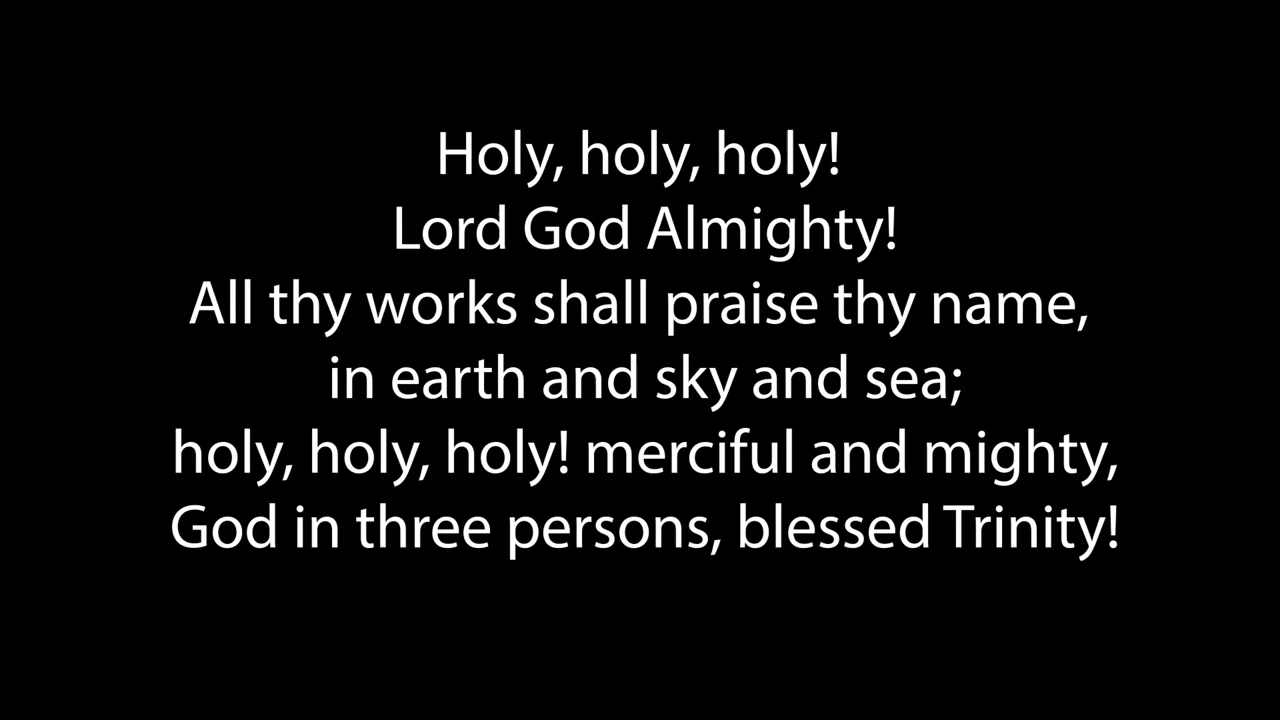 Holy, holy, holy!
Lord God Almighty!
All thy works shall praise thy name,
in earth and sky and sea;
holy, holy, holy! merciful and mighty,
God in three persons, blessed Trinity!